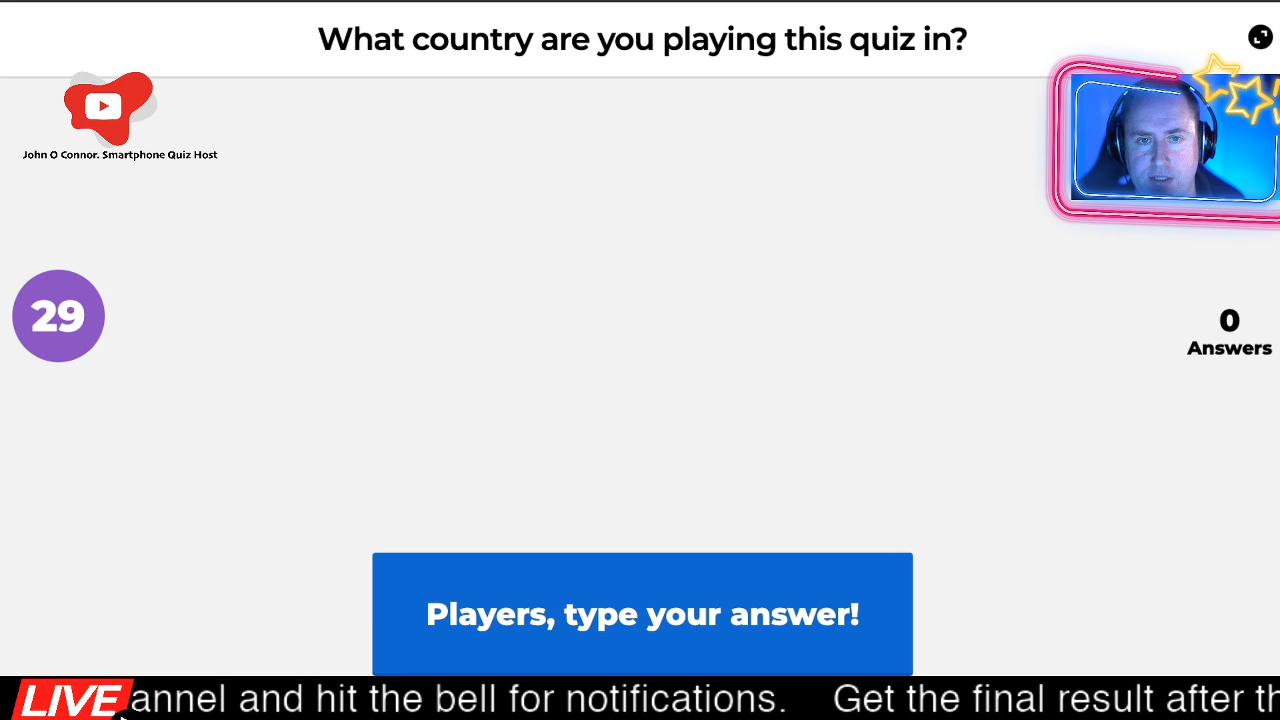 What country are you playing this quiz in?
John O Connor. Smartphone Quiz Host
29
0
Answers
Players, type your answer!
LIVE
annel and hit the bell for notifications. Get the final result after th